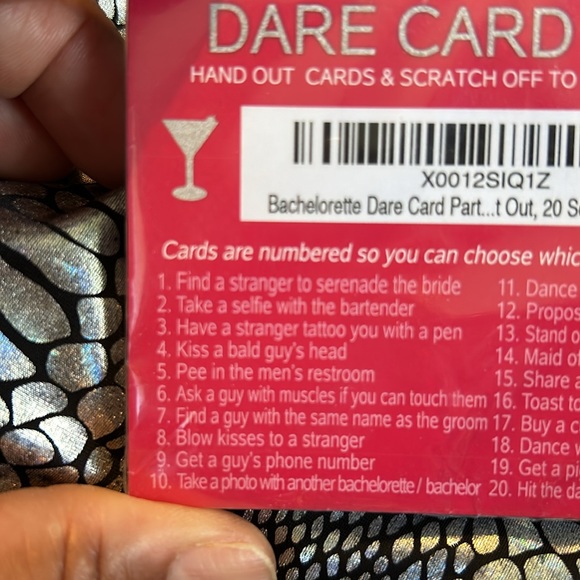 DARE CARD
HAND OUT CARDS & SCRATCH OFF TO
X0012SIQ1Z
Bachelorette Dare Card Part...t Out, 20 S
Cards are numbered so you can choose whic
1. Find a stranger to serenade the bride
2. Take a selfie with the bartender
3. Have a stranger tattoo you with a pen
4. Kiss a bald guy's head
5. Pee in the men's restroom
6. Ask a guy with muscles if you can touch them
7. Find a guy with the same name as the groom
8. Blow kisses to a stranger
9. Get a guy's phone number
10. Take a photo with another bachelorette / bachelor
11. Dance
12. Propos
13. Stand o
14. Maid of
15. Share a
16. Toast to
17. Buy a c
18. Dance w
19. Get a pi
20. Hit the da